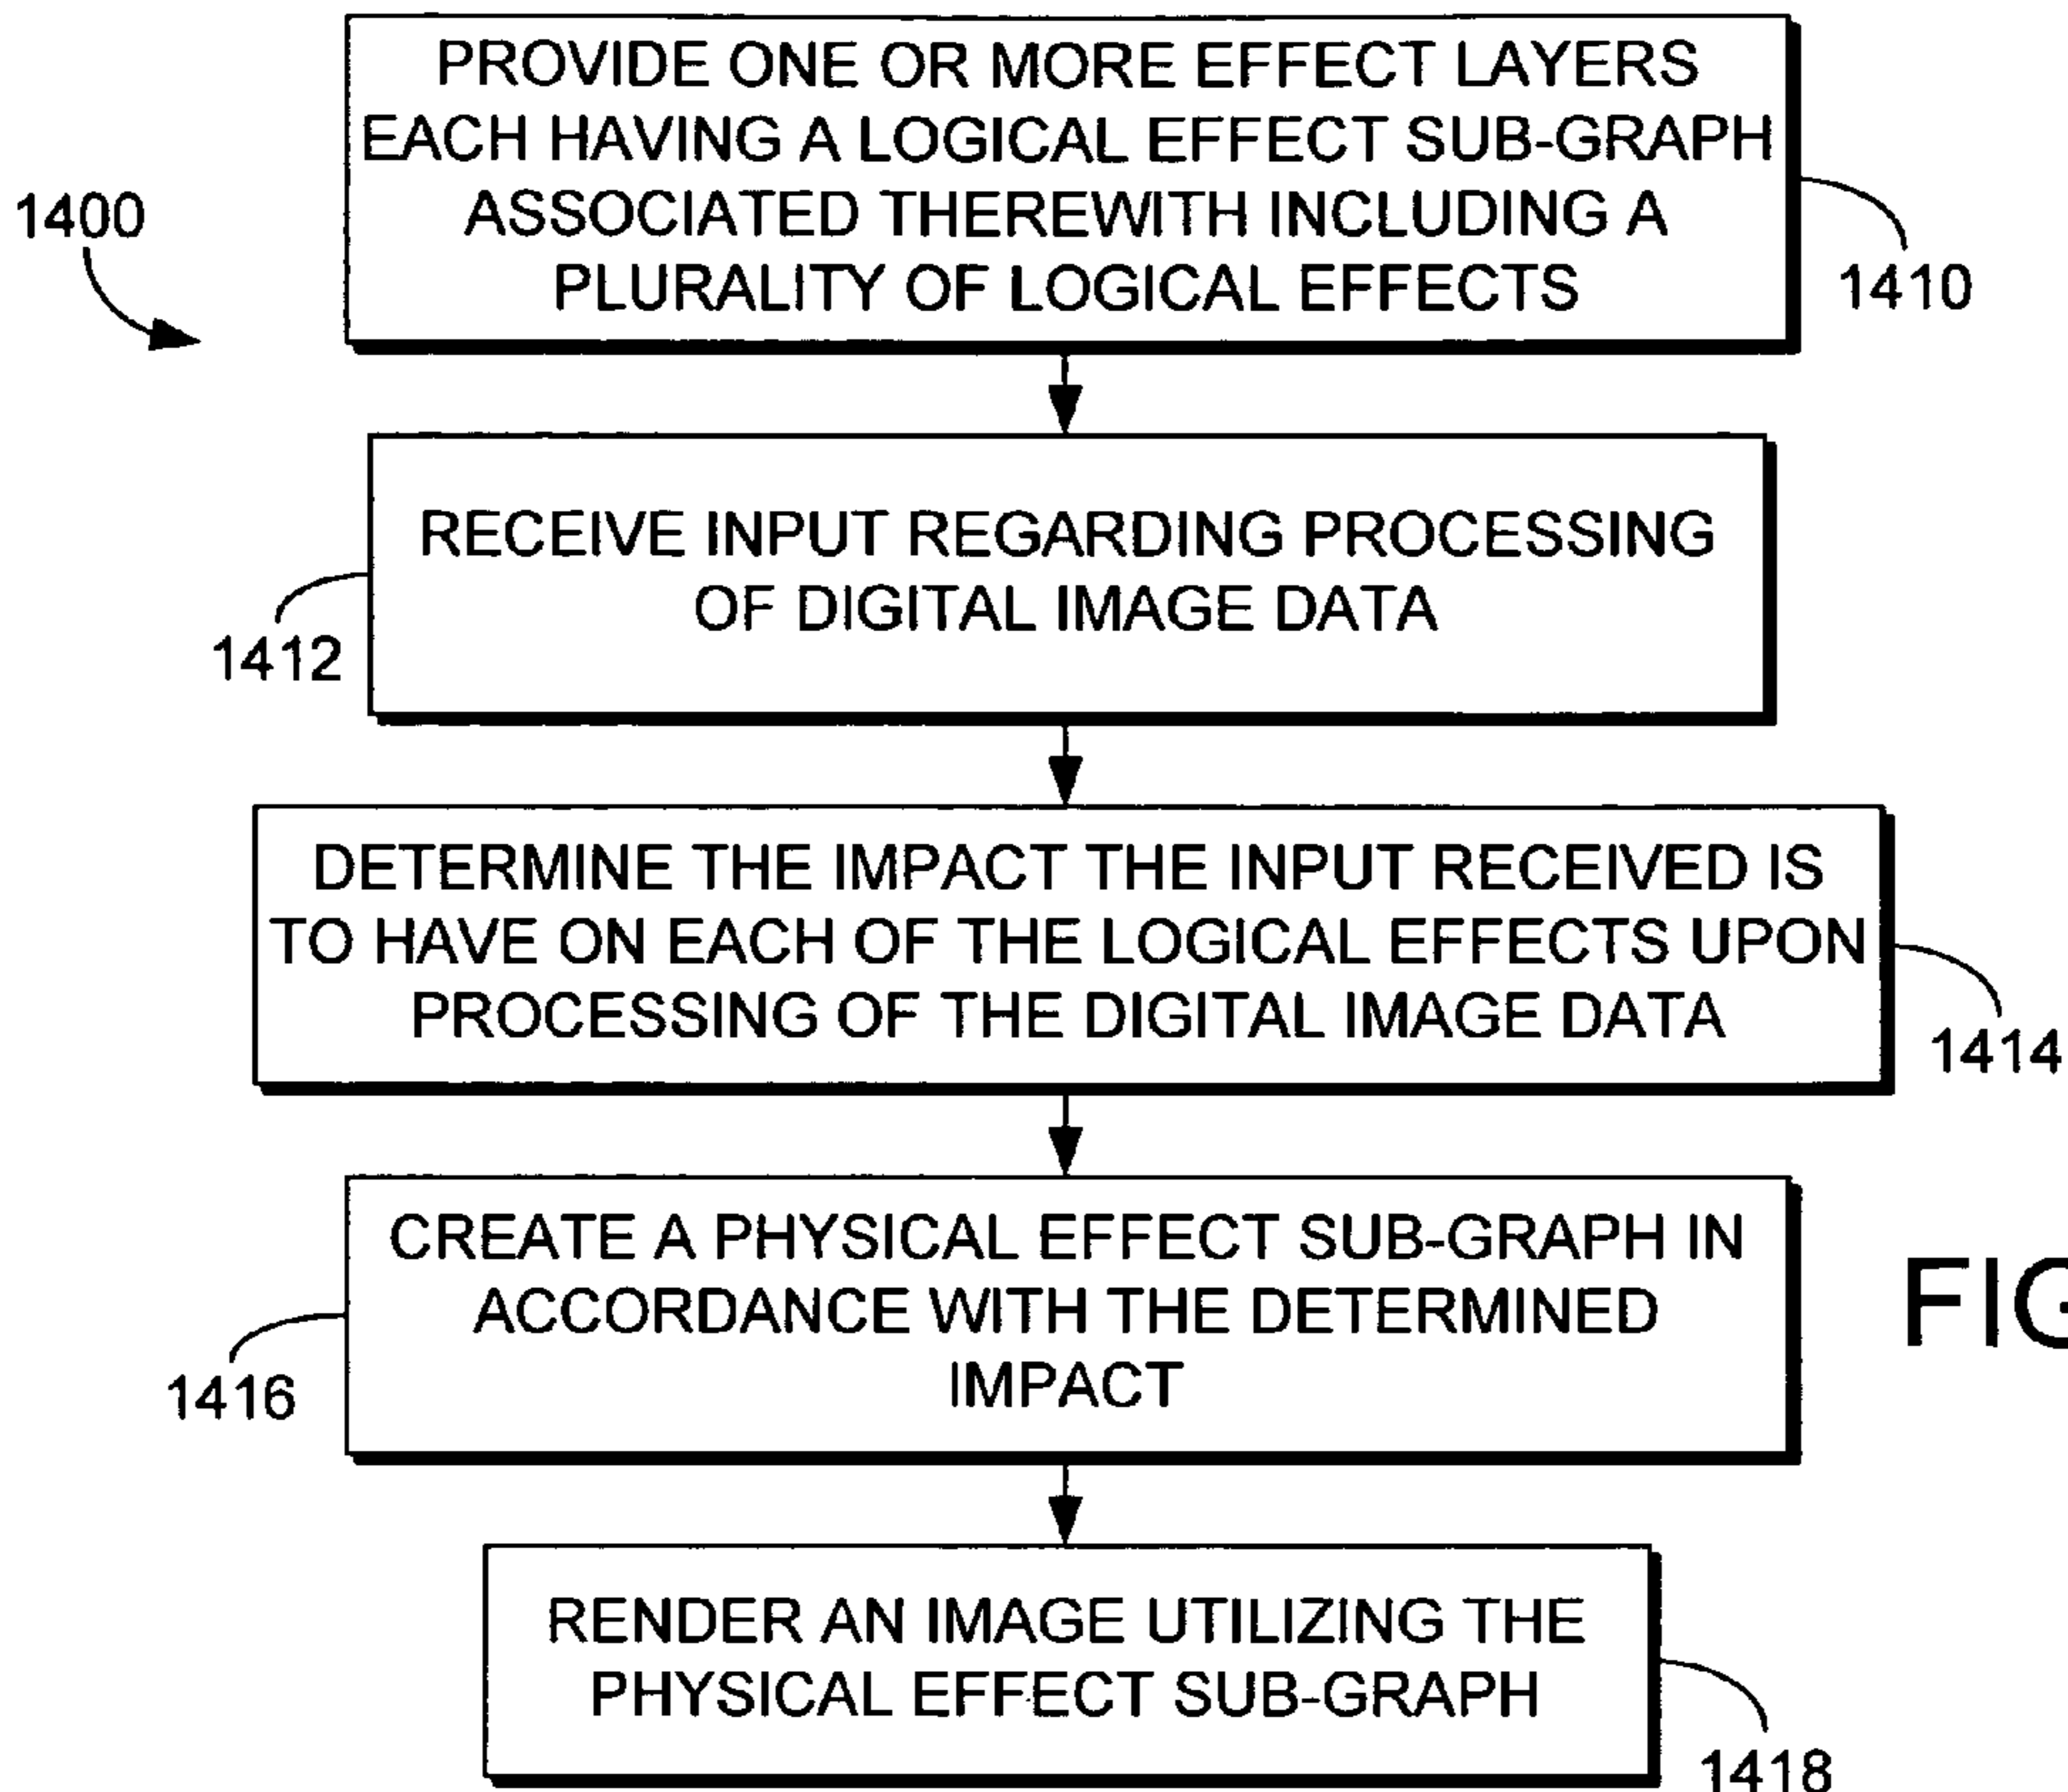 PROVIDE ONE OR MORE EFFECT LAYERS
EACH HAVING A LOGICAL EFFECT SUB-GRAPH
ASSOCIATED THEREWITH INCLUDING A
PLURALITY OF LOGICAL EFFECTS
1400
1410
RECEIVE INPUT REGARDING PROCESSING
OF DIGITAL IMAGE DATA
1412
DETERMINE THE IMPACT THE INPUT RECEIVED IS
TO HAVE ON EACH OF THE LOGICAL EFFECTS UPON
PROCESSING OF THE DIGITAL IMAGE DATA
1414
CREATE A PHYSICAL EFFECT SUB-GRAPH IN
ACCORDANCE WITH THE DETERMINED
IMPACT
1416
FIG
RENDER AN IMAGE UTILIZING THE
PHYSICAL EFFECT SUB-GRAPH
1418